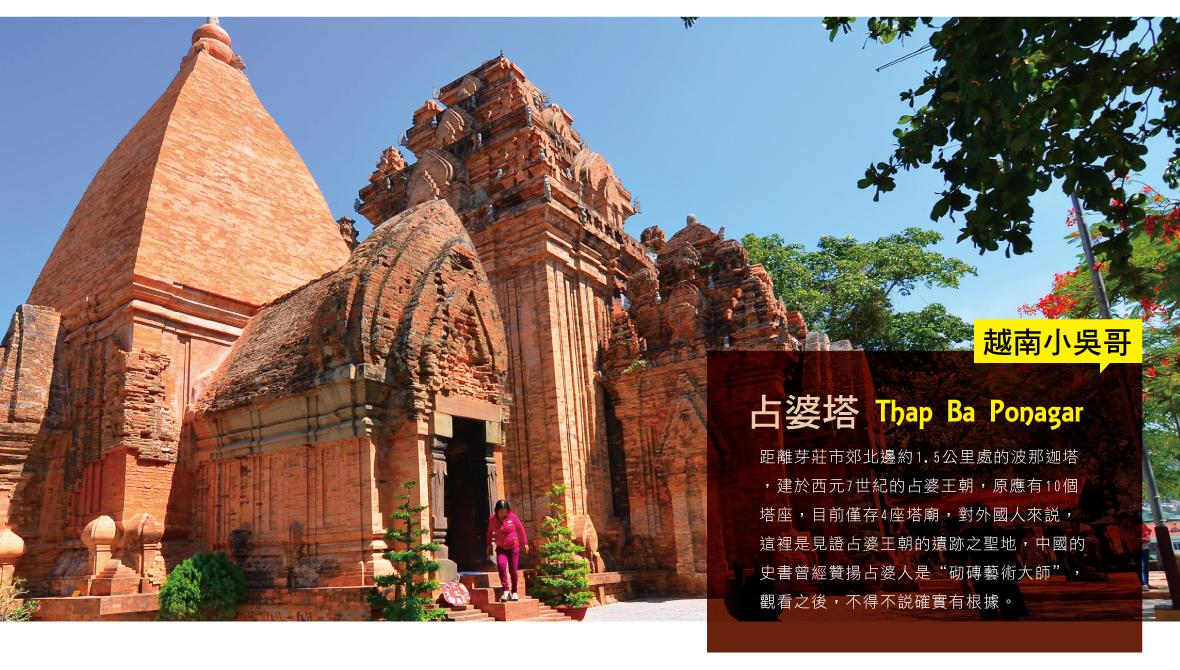 越南小吳哥
占婆塔 Thap Ba Ponagar
距離芽莊市郊北邊約1.5公里處的波那迦塔
，建於西元7世紀的占婆王朝，原應有10個
塔座，目前僅存4座塔廟，對外國人來說，
這裡是見證占婆王朝的遺跡之聖地，中國的
史書曾經贊揚占婆人是“砌磚藝術大師”，
觀看之後，不得不說確實有根據。